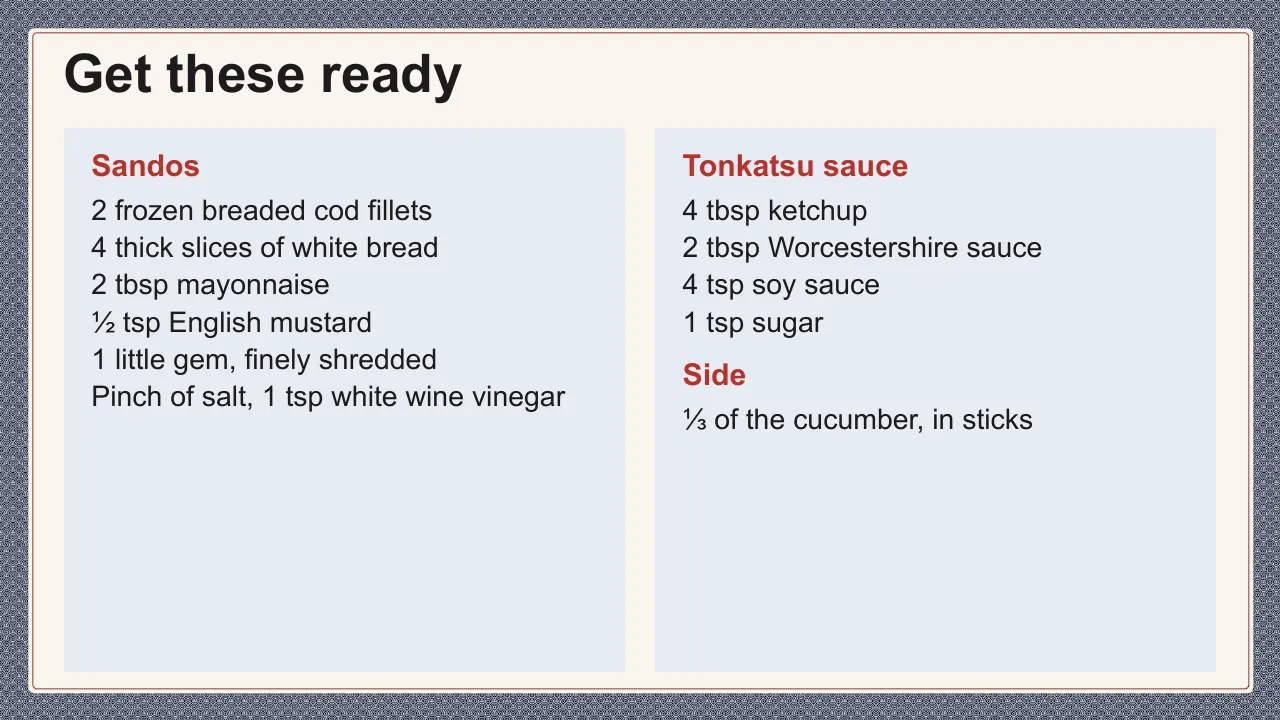 Get these ready
Sandos
2 frozen breaded cod fillets
4 thick slices of white bread
2 tbsp mayonnaise
½ tsp English mustard
1 little gem, finely shredded
Pinch of salt, 1 tsp white wine vinegar
Tonkatsu sauce
4 tbsp ketchup
2 tbsp Worcestershire sauce
4 tsp soy sauce
1 tsp sugar
Side
⅓ of the cucumber, in sticks